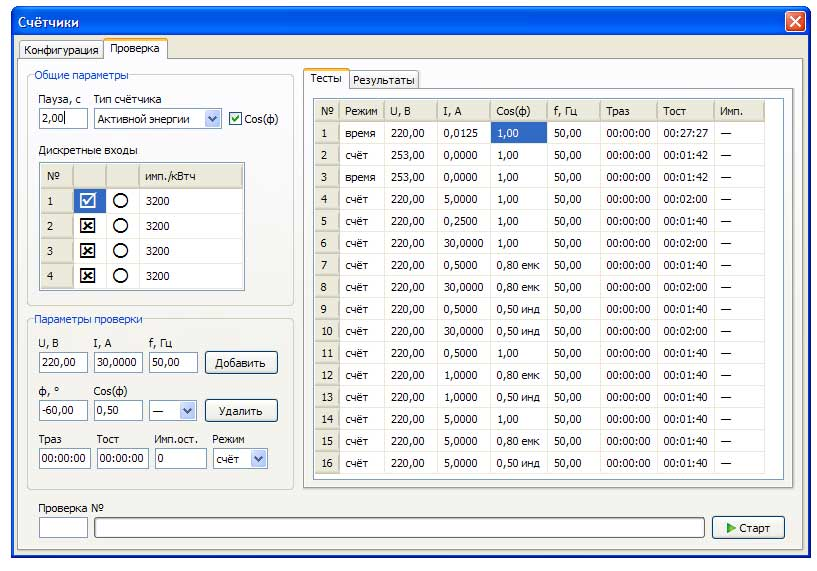 Счётчики
Конфигурация Проверка
Общие параметры
Пауза, с Тип счётчика
2,00 Активной энергии Cos(ф)
Дискретные входы
№ имп./кВтч
1 3200
2 3200
3 3200
4 3200
Параметры проверки
U, В I, А f, Гц
220,00 30,0000 50,00 Добавить
ф, ° Cos(ф)
-60,00 0,50 — Удалить
Tраз Tост Имп.ост. Режим
00:00:00 00:00:00 0 счёт
Тесты Результаты
№ Режим U, В I, А Cos(ф) f, Гц Tраз Tост Имп.
1 время 220,00 0,0125 1,00 50,00 00:00:00 00:27:27 —
2 счёт 253,00 0,0000 1,00 50,00 00:00:00 00:01:42 —
3 время 253,00 0,0000 1,00 50,00 00:00:00 00:01:42 —
4 счёт 220,00 5,0000 1,00 50,00 00:00:00 00:02:00 —
5 счёт 220,00 0,2500 1,00 50,00 00:00:00 00:01:40 —
6 счёт 220,00 30,0000 1,00 50,00 00:00:00 00:02:00 —
7 счёт 220,00 0,5000 0,80 емк 50,00 00:00:00 00:01:40 —
8 счёт 220,00 30,0000 0,80 емк 50,00 00:00:00 00:02:00 —
9 счёт 220,00 0,5000 0,50 инд 50,00 00:00:00 00:01:40 —
10 счёт 220,00 30,0000 0,50 инд 50,00 00:00:00 00:02:00 —
11 счёт 220,00 0,5000 1,00 50,00 00:00:00 00:01:40 —
12 счёт 220,00 1,0000 0,80 емк 50,00 00:00:00 00:01:40 —
13 счёт 220,00 1,0000 0,50 инд 50,00 00:00:00 00:01:40 —
14 счёт 220,00 5,0000 1,00 50,00 00:00:00 00:01:40 —
15 счёт 220,00 5,0000 0,80 емк 50,00 00:00:00 00:01:40 —
16 счёт 220,00 5,0000 0,50 инд 50,00 00:00:00 00:01:40 —
Проверка №
Старт